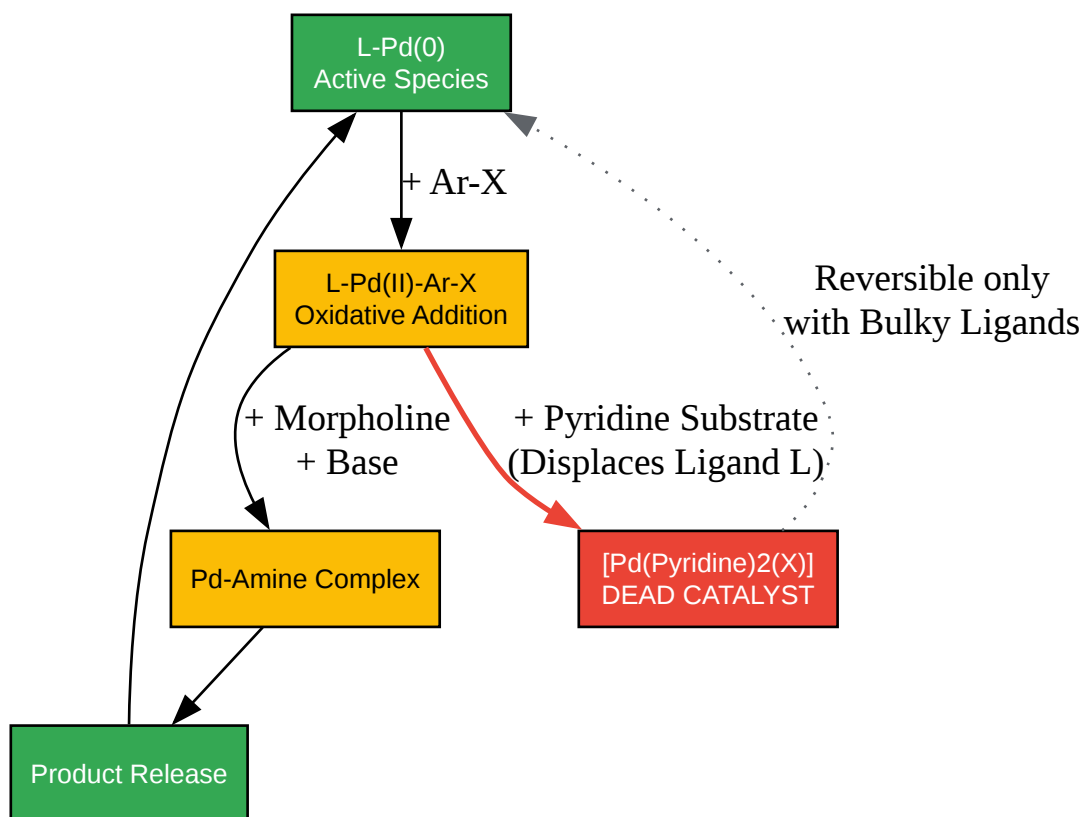 L-Pd(0)
Active Species
+ Ar-X
L-Pd(II)-Ar-X
Oxidative Addition
Reversible only
with Bulky Ligands
+ Morpholine
+ Base
+ Pyridine Substrate
(Displaces Ligand L)
Pd-Amine Complex
[Pd(Pyridine)2(X)]
DEAD CATALYST
Product Release